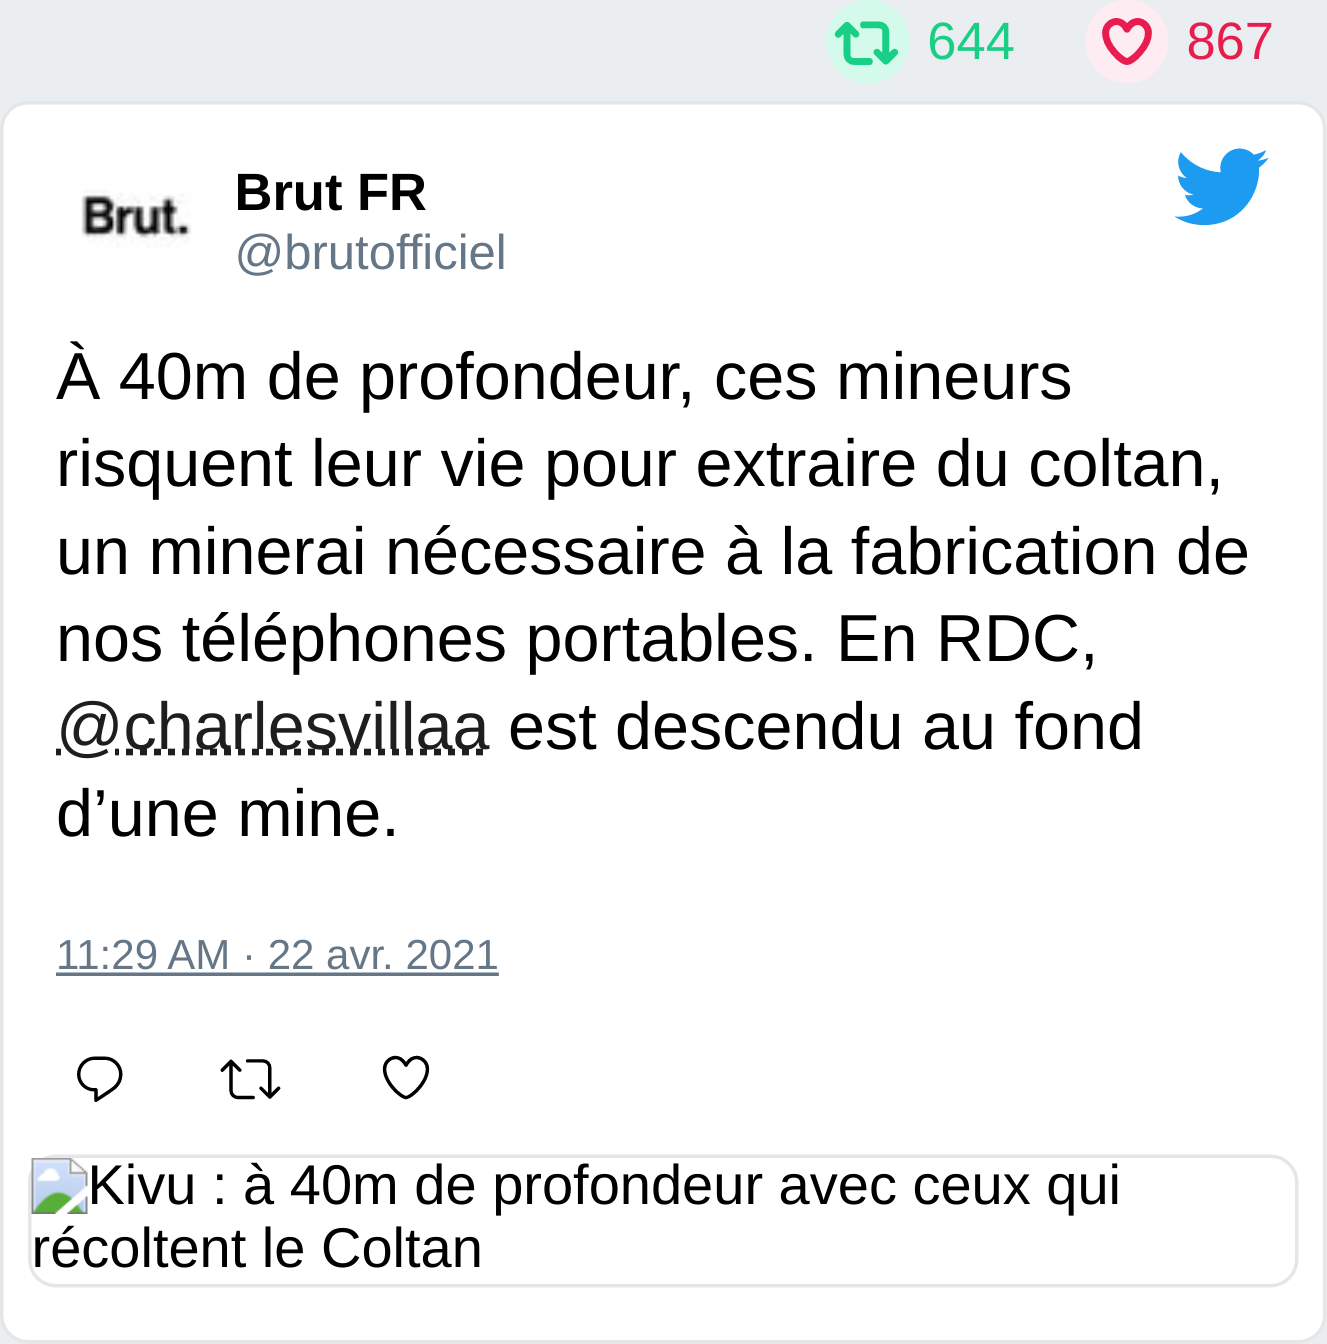 644 867
Brut.
Brut FR
@brutofficiel
À 40m de profondeur, ces mineurs
risquent leur vie pour extraire du coltan,
un minerai nécessaire à la fabrication de
nos téléphones portables. En RDC,
@charlesvillaa est descendu au fond
d’une mine.
11:29 AM · 22 avr. 2021
Kivu : à 40m de profondeur avec ceux qui
récoltent le Coltan